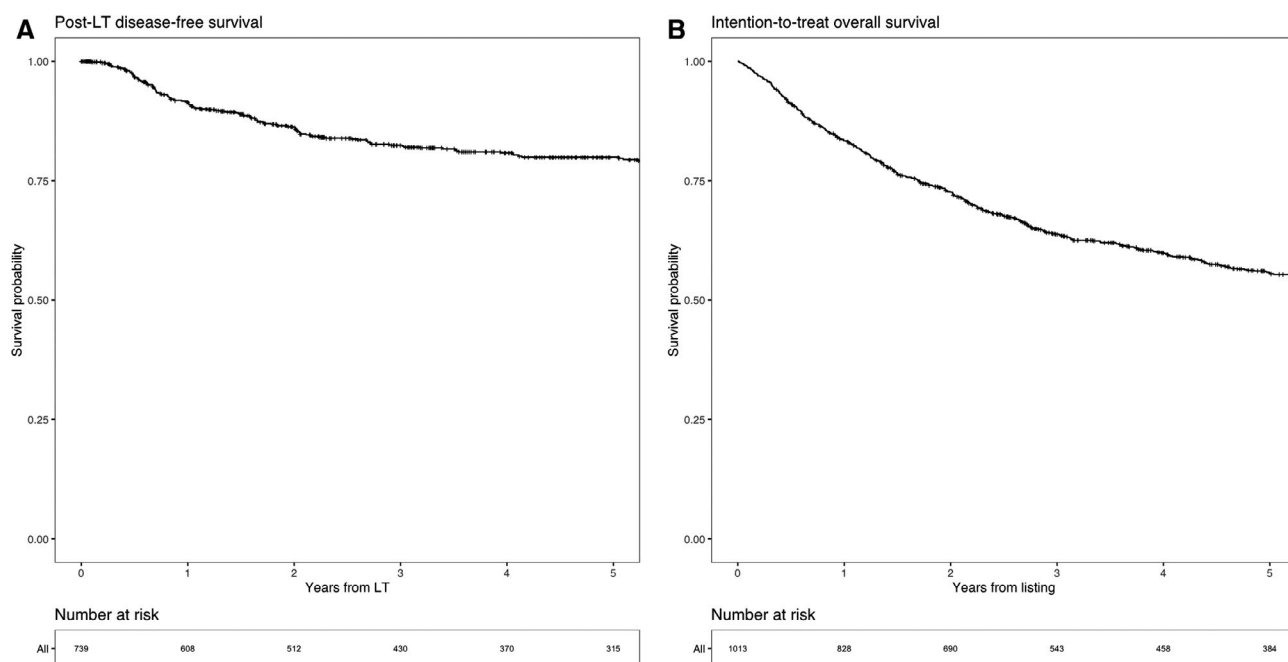 A Post-LT disease-free survival
1.00
0.75
0.50
0.25
0.00
Survival probability
0 1 2 3 4 5
Years from LT
Number at risk
All 739 608 512 430 370 315
B Intention-to-treat overall survival
1.00
0.75
0.50
0.25
0.00
Survival probability
0 1 2 3 4 5
Years from listing
Number at risk
All 1013 828 690 543 458 384